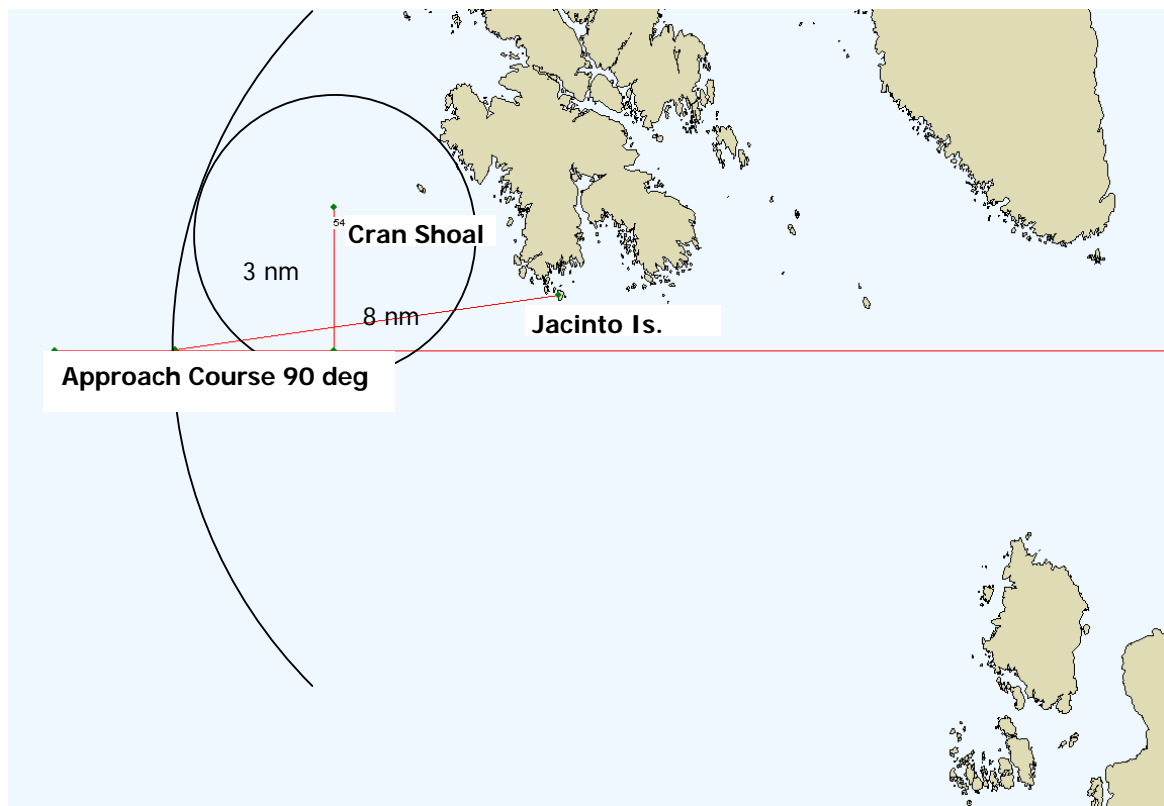 54
Cran Shoal
3 nm
8 nm
Jacinto Is.
Approach Course 90 deg